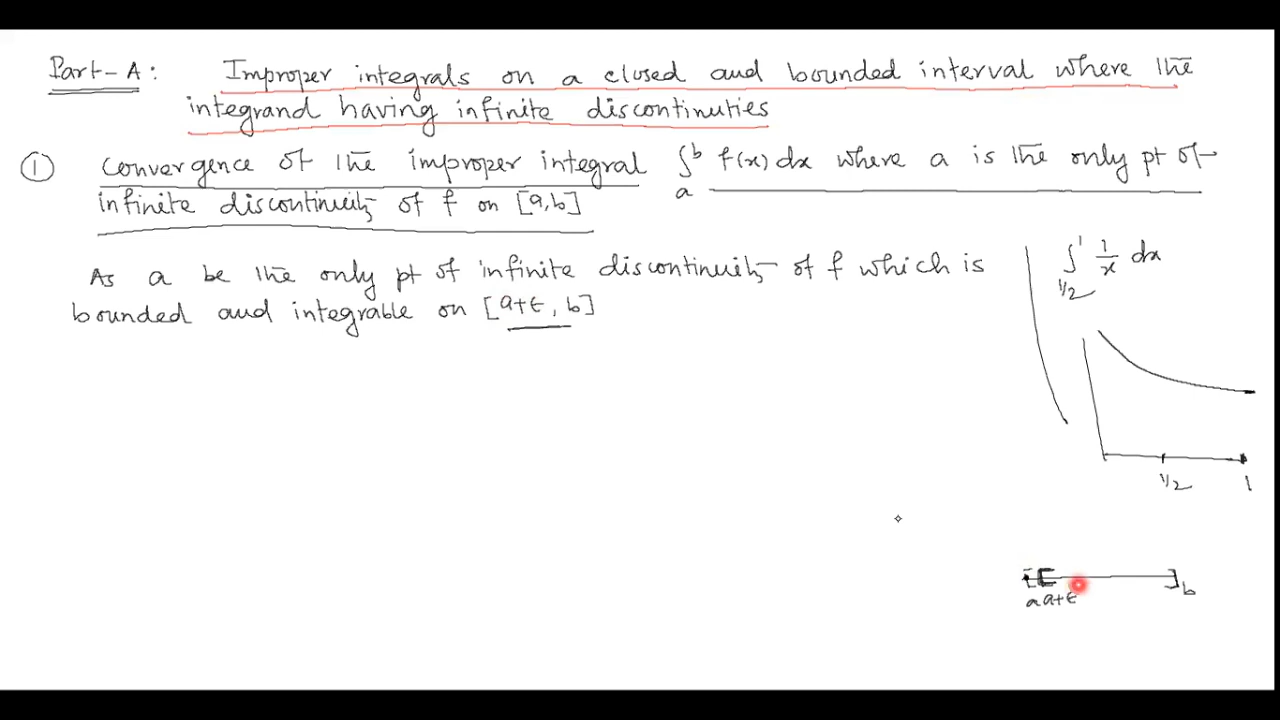 Part-A: Improper integrals on a closed and bounded interval where the
integrand having infinite discontinuties
① Convergence of the improper integral ∫_a^b f(x) dx where a is the only pt of
infinite discontinuity of f on [a,b]
As a be the only pt of infinite discontinuity of f which is
bounded and integrable on [a+ϵ, b]
∫_{1/2}^1 1/x dx
1/2 1
a a+ϵ b